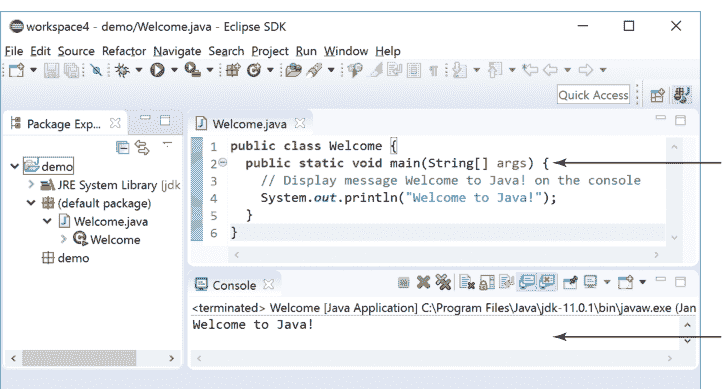 workspace4 - demo/Welcome.java - Eclipse SDK
File Edit Source Refactor Navigate Search Project Run Window Help
Quick Access
Package Exp...
Welcome.java
demo
JRE System Library [jdk
(default package)
Welcome.java
Welcome
demo
1 public class Welcome {
2 public static void main(String[] args) {
3 // Display message Welcome to Java! on the console
4 System.out.println("Welcome to Java!");
5 }
6 }
Console
<terminated> Welcome [Java Application] C:\Program Files\Java\jdk-11.0.1\bin\javaw.exe (Jan
Welcome to Java!